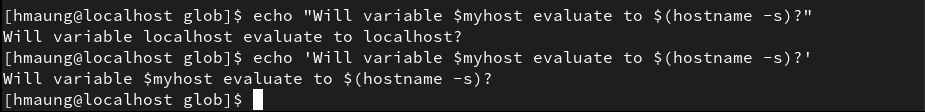 [hmaung@localhost glob]$ echo "Will variable $myhost evaluate to $(hostname -s)?"
Will variable localhost evaluate to localhost?
[hmaung@localhost glob]$ echo 'Will variable $myhost evaluate to $(hostname -s)?'
Will variable $myhost evaluate to $(hostname -s)?
[hmaung@localhost glob]$